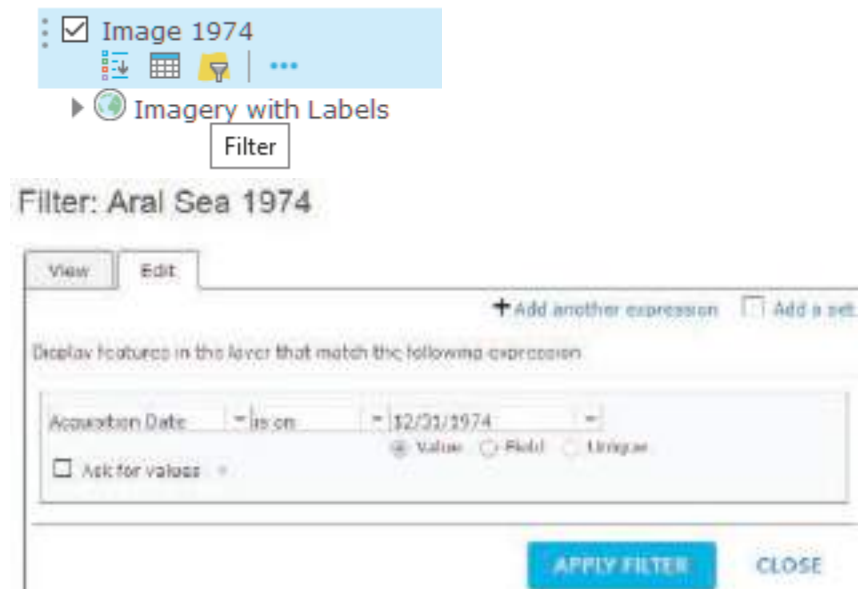 Image 1974
Imagery with Labels
Filter
Filter: Aral Sea 1974
View Edit
+ Add another expression Add a set
Display features in the layer that match the following expression
Acquisition Date is on 12/31/1974
Value Field Unique
Ask for values
APPLY FILTER CLOSE